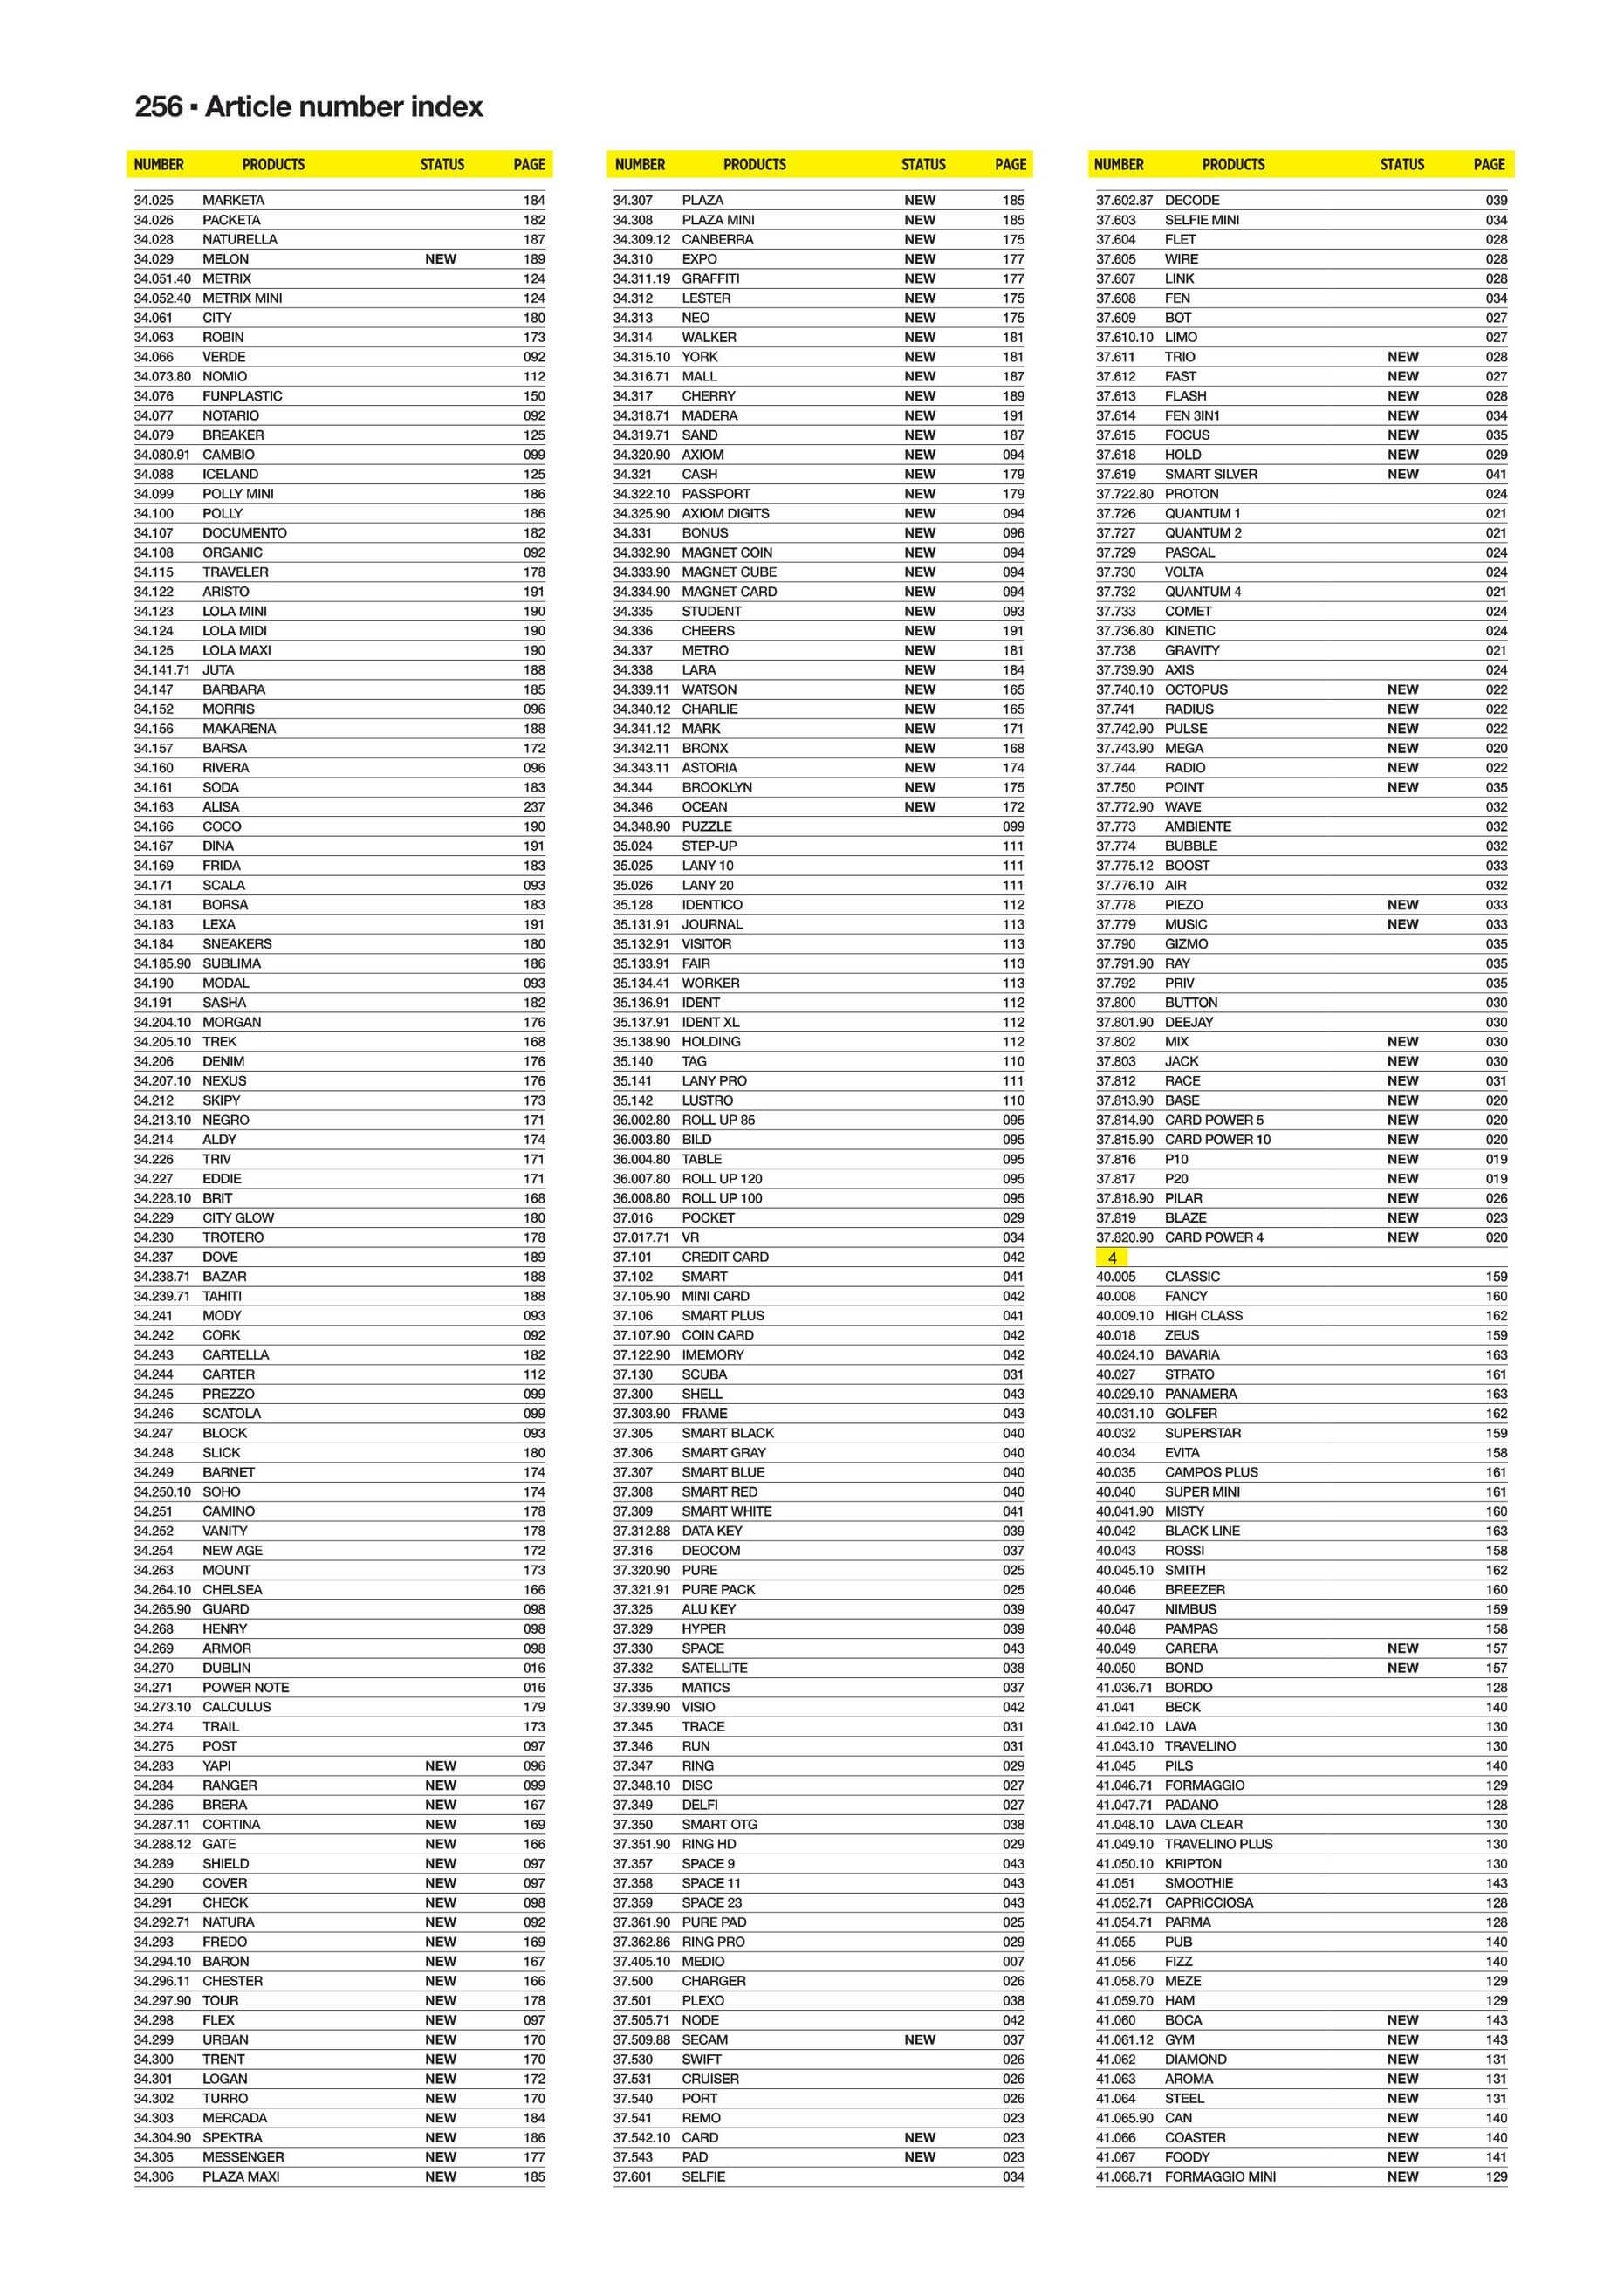 256 ▪ Article number index
NUMBER PRODUCTS STATUS PAGE
34.025 MARKETA 184
34.026 PACKETA 182
34.028 NATURELLA 187
34.029 MELON NEW 189
34.051.40 METRIX 124
34.052.40 METRIX MINI 124
34.061 CITY 180
34.063 ROBIN 173
34.066 VERDE 092
34.073.80 NOMIO 112
34.076 FUNPLASTIC 150
34.077 NOTARIO 092
34.079 BREAKER 125
34.080.91 CAMBIO 099
34.088 ICELAND 125
34.099 POLLY MINI 186
34.100 POLLY 186
34.107 DOCUMENTO 182
34.108 ORGANIC 092
34.115 TRAVELER 178
34.122 ARISTO 191
34.123 LOLA MINI 190
34.124 LOLA MIDI 190
34.125 LOLA MAXI 190
34.141.71 JUTA 188
34.147 BARBARA 185
34.152 MORRIS 096
34.156 MAKARENA 188
34.157 BARSA 172
34.160 RIVERA 096
34.161 SODA 183
34.163 ALISA 237
34.166 COCO 190
34.167 DINA 191
34.169 FRIDA 183
34.171 SCALA 093
34.181 BORSA 183
34.183 LEXA 191
34.184 SNEAKERS 180
34.185.90 SUBLIMA 186
34.190 MODAL 093
34.191 SASHA 182
34.204.10 MORGAN 176
34.205.10 TREK 168
34.206 DENIM 176
34.207.10 NEXUS 176
34.212 SKIPY 173
34.213.10 NEGRO 171
34.214 ALDY 174
34.226 TRIV 171
34.227 EDDIE 171
34.228.10 BRIT 168
34.229 CITY GLOW 180
34.230 TROTERO 178
34.237 DOVE 189
34.238.71 BAZAR 188
34.239.71 TAHITI 188
34.241 MODY 093
34.242 CORK 092
34.243 CARTELLA 182
34.244 CARTER 112
34.245 PREZZO 099
34.246 SCATOLA 099
34.247 BLOCK 093
34.248 SLICK 180
34.249 BARNET 174
34.250.10 SOHO 174
34.251 CAMINO 178
34.252 VANITY 178
34.254 NEW AGE 172
34.263 MOUNT 173
34.264.10 CHELSEA 166
34.265.90 GUARD 098
34.268 HENRY 098
34.269 ARMOR 098
34.270 DUBLIN 016
34.271 POWER NOTE 016
34.273.10 CALCULUS 179
34.274 TRAIL 173
34.275 POST 097
34.283 YAPI NEW 096
34.284 RANGER NEW 099
34.286 BRERA NEW 167
34.287.11 CORTINA NEW 169
34.288.12 GATE NEW 166
34.289 SHIELD NEW 097
34.290 COVER NEW 097
34.291 CHECK NEW 098
34.292.71 NATURA NEW 092
34.293 FREDO NEW 169
34.294.10 BARON NEW 167
34.296.11 CHESTER NEW 166
34.297.90 TOUR NEW 178
34.298 FLEX NEW 097
34.299 URBAN NEW 170
34.300 TRENT NEW 170
34.301 LOGAN NEW 172
34.302 TURRO NEW 170
34.303 MERCADA NEW 184
34.304.90 SPEKTRA NEW 186
34.305 MESSENGER NEW 177
34.306 PLAZA MAXI NEW 185
NUMBER PRODUCTS STATUS PAGE
34.307 PLAZA NEW 185
34.308 PLAZA MINI NEW 185
34.309.12 CANBERRA NEW 175
34.310 EXPO NEW 177
34.311.19 GRAFFITI NEW 177
34.312 LESTER NEW 175
34.313 NEO NEW 175
34.314 WALKER NEW 181
34.315.10 YORK NEW 181
34.316.71 MALL NEW 187
34.317 CHERRY NEW 189
34.318.71 MADERA NEW 191
34.319.71 SAND NEW 187
34.320.90 AXIOM NEW 094
34.321 CASH NEW 179
34.322.10 PASSPORT NEW 179
34.325.90 AXIOM DIGITS NEW 094
34.331 BONUS NEW 096
34.332.90 MAGNET COIN NEW 094
34.333.90 MAGNET CUBE NEW 094
34.334.90 MAGNET CARD NEW 094
34.335 STUDENT NEW 093
34.336 CHEERS NEW 191
34.337 METRO NEW 181
34.338 LARA NEW 184
34.339.11 WATSON NEW 165
34.340.12 CHARLIE NEW 165
34.341.12 MARK NEW 171
34.342.11 BRONX NEW 168
34.343.11 ASTORIA NEW 174
34.344 BROOKLYN NEW 175
34.346 OCEAN NEW 172
34.348.90 PUZZLE 099
35.024 STEP-UP 111
35.025 LANY 10 111
35.026 LANY 20 111
35.128 IDENTICO 112
35.131.91 JOURNAL 113
35.132.91 VISITOR 113
35.133.91 FAIR 113
35.134.41 WORKER 113
35.136.91 IDENT 112
35.137.91 IDENT XL 112
35.138.90 HOLDING 112
35.140 TAG 110
35.141 LANY PRO 111
35.142 LUSTRO 110
36.002.80 ROLL UP 85 095
36.003.80 BILD 095
36.004.80 TABLE 095
36.007.80 ROLL UP 120 095
36.008.80 ROLL UP 100 095
37.016 POCKET 029
37.017.71 VR 034
37.101 CREDIT CARD 042
37.102 SMART 041
37.105.90 MINI CARD 042
37.106 SMART PLUS 041
37.107.90 COIN CARD 042
37.122.90 IMEMORY 042
37.130 SCUBA 031
37.300 SHELL 043
37.303.90 FRAME 043
37.305 SMART BLACK 040
37.306 SMART GRAY 040
37.307 SMART BLUE 040
37.308 SMART RED 040
37.309 SMART WHITE 041
37.312.88 DATA KEY 039
37.316 DEOCOM 037
37.320.90 PURE 025
37.321.91 PURE PACK 025
37.325 ALU KEY 039
37.329 HYPER 039
37.330 SPACE 043
37.332 SATELLITE 038
37.335 MATICS 037
37.339.90 VISIO 042
37.345 TRACE 031
37.346 RUN 031
37.347 RING 029
37.348.10 DISC 027
37.349 DELFI 027
37.350 SMART OTG 038
37.351.90 RING HD 029
37.357 SPACE 9 043
37.358 SPACE 11 043
37.359 SPACE 23 043
37.361.90 PURE PAD 025
37.362.86 RING PRO 029
37.405.10 MEDIO 007
37.500 CHARGER 026
37.501 PLEXO 038
37.505.71 NODE 042
37.509.88 SECAM NEW 037
37.530 SWIFT 026
37.531 CRUISER 026
37.540 PORT 026
37.541 REMO 023
37.542.10 CARD NEW 023
37.543 PAD NEW 023
37.601 SELFIE 034
NUMBER PRODUCTS STATUS PAGE
37.602.87 DECODE 039
37.603 SELFIE MINI 034
37.604 FLET 028
37.605 WIRE 028
37.607 LINK 028
37.608 FEN 034
37.609 BOT 027
37.610.10 LIMO 027
37.611 TRIO NEW 028
37.612 FAST NEW 027
37.613 FLASH NEW 028
37.614 FEN 3IN1 NEW 034
37.615 FOCUS NEW 035
37.618 HOLD NEW 029
37.619 SMART SILVER NEW 041
37.722.80 PROTON 024
37.726 QUANTUM 1 021
37.727 QUANTUM 2 021
37.729 PASCAL 024
37.730 VOLTA 024
37.732 QUANTUM 4 021
37.733 COMET 024
37.736.80 KINETIC 024
37.738 GRAVITY 021
37.739.90 AXIS 024
37.740.10 OCTOPUS NEW 022
37.741 RADIUS NEW 022
37.742.90 PULSE NEW 022
37.743.90 MEGA NEW 020
37.744 RADIO NEW 022
37.750 POINT NEW 035
37.772.90 WAVE 032
37.773 AMBIENTE 032
37.774 BUBBLE 032
37.775.12 BOOST 033
37.776.10 AIR 032
37.778 PIEZO NEW 033
37.779 MUSIC NEW 033
37.790 GIZMO 035
37.791.90 RAY 035
37.792 PRIV 035
37.800 BUTTON 030
37.801.90 DEEJAY 030
37.802 MIX NEW 030
37.803 JACK NEW 030
37.812 RACE NEW 031
37.813.90 BASE NEW 020
37.814.90 CARD POWER 5 NEW 020
37.815.90 CARD POWER 10 NEW 020
37.816 P10 NEW 019
37.817 P20 NEW 019
37.818.90 PILAR NEW 026
37.819 BLAZE NEW 023
37.820.90 CARD POWER 4 NEW 020
4
40.005 CLASSIC 159
40.008 FANCY 160
40.009.10 HIGH CLASS 162
40.018 ZEUS 159
40.024.10 BAVARIA 163
40.027 STRATO 161
40.029.10 PANAMERA 163
40.031.10 GOLFER 162
40.032 SUPERSTAR 159
40.034 EVITA 158
40.035 CAMPOS PLUS 161
40.040 SUPER MINI 161
40.041.90 MISTY 160
40.042 BLACK LINE 163
40.043 ROSSI 158
40.045.10 SMITH 162
40.046 BREEZER 160
40.047 NIMBUS 159
40.048 PAMPAS 158
40.049 CARERA NEW 157
40.050 BOND NEW 157
41.036.71 BORDO 128
41.041 BECK 140
41.042.10 LAVA 130
41.043.10 TRAVELINO 130
41.045 PILS 140
41.046.71 FORMAGGIO 129
41.047.71 PADANO 128
41.048.10 LAVA CLEAR 130
41.049.10 TRAVELINO PLUS 130
41.050.10 KRIPTON 130
41.051 SMOOTHIE 143
41.052.71 CAPRICCIOSA 128
41.054.71 PARMA 128
41.055 PUB 140
41.056 FIZZ 140
41.058.70 MEZE 129
41.059.70 HAM 129
41.060 BOCA NEW 143
41.061.12 GYM NEW 143
41.062 DIAMOND NEW 131
41.063 AROMA NEW 131
41.064 STEEL NEW 131
41.065.90 CAN NEW 140
41.066 COASTER NEW 140
41.067 FOODY NEW 141
41.068.71 FORMAGGIO MINI NEW 129